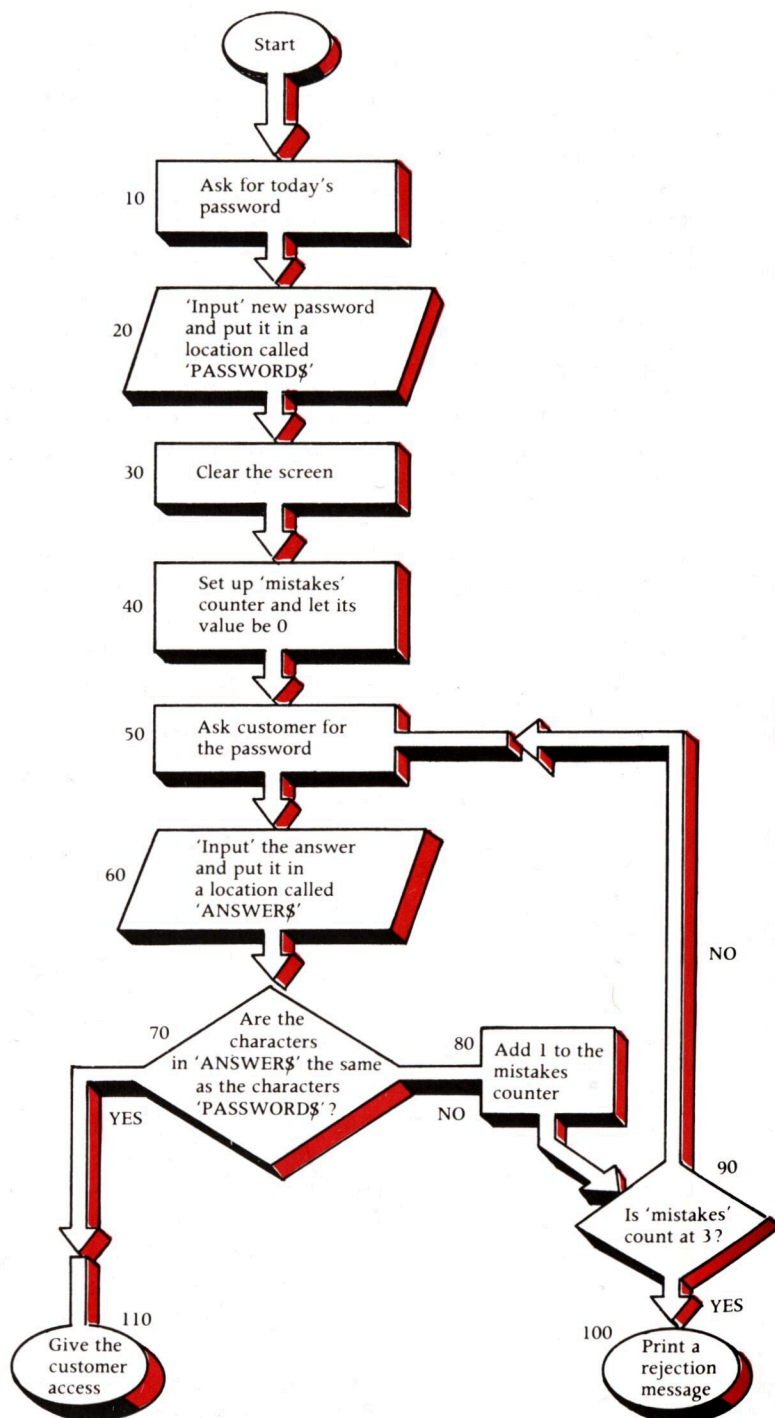 Start
10
Ask for today's
password
20
'Input' new password
and put it in a
location called
'PASSWORD$'
30
Clear the screen
40
Set up 'mistakes'
counter and let its
value be 0
50
Ask customer for
the password
60
'Input' the answer
and put it in
a location called
'ANSWER$'
70
Are the
characters
in 'ANSWER$' the same
as the characters
'PASSWORD$'?
YES
NO
80
Add 1 to the
mistakes
counter
NO
90
Is 'mistakes'
count at 3?
YES
100
Print a
rejection
message
110
Give the
customer
access